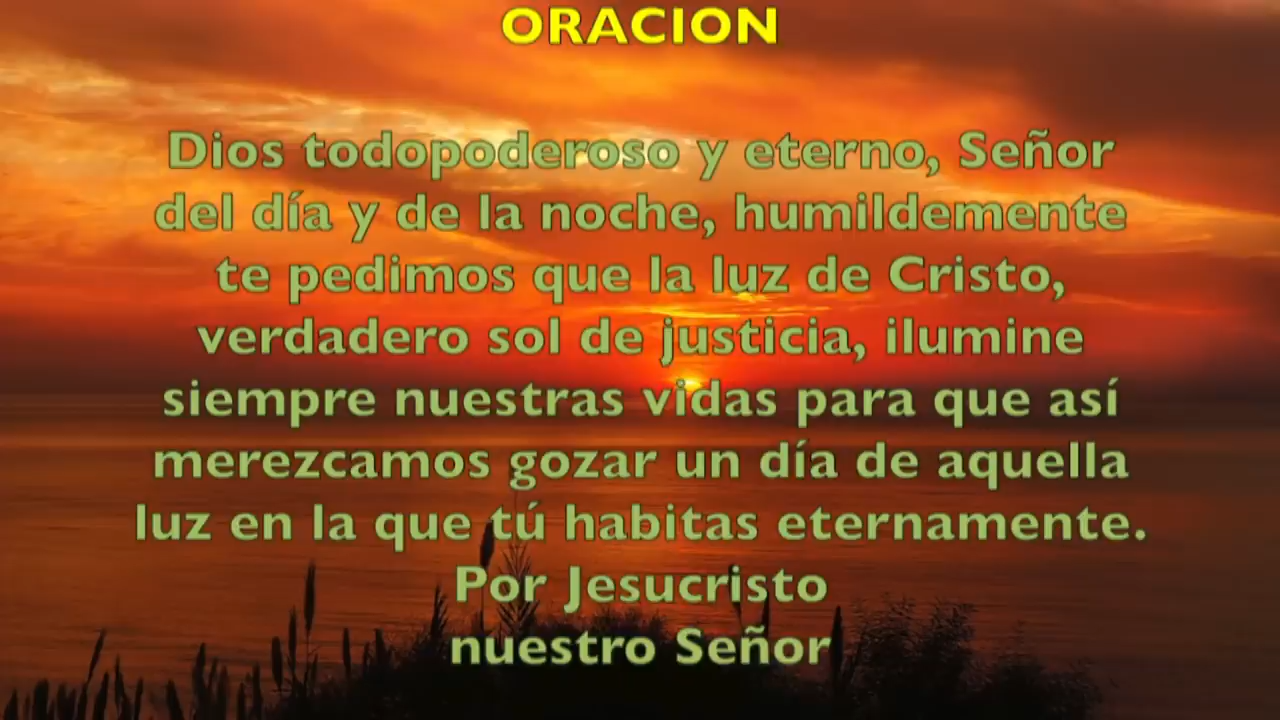 ORACION
Dios todopoderoso y eterno, Señor
del día y de la noche, humildemente
te pedimos que la luz de Cristo,
verdadero sol de justicia, ilumine
siempre nuestras vidas para que así
merezcamos gozar un día de aquella
luz en la que tú habitas eternamente.
Por Jesucristo
nuestro Señor